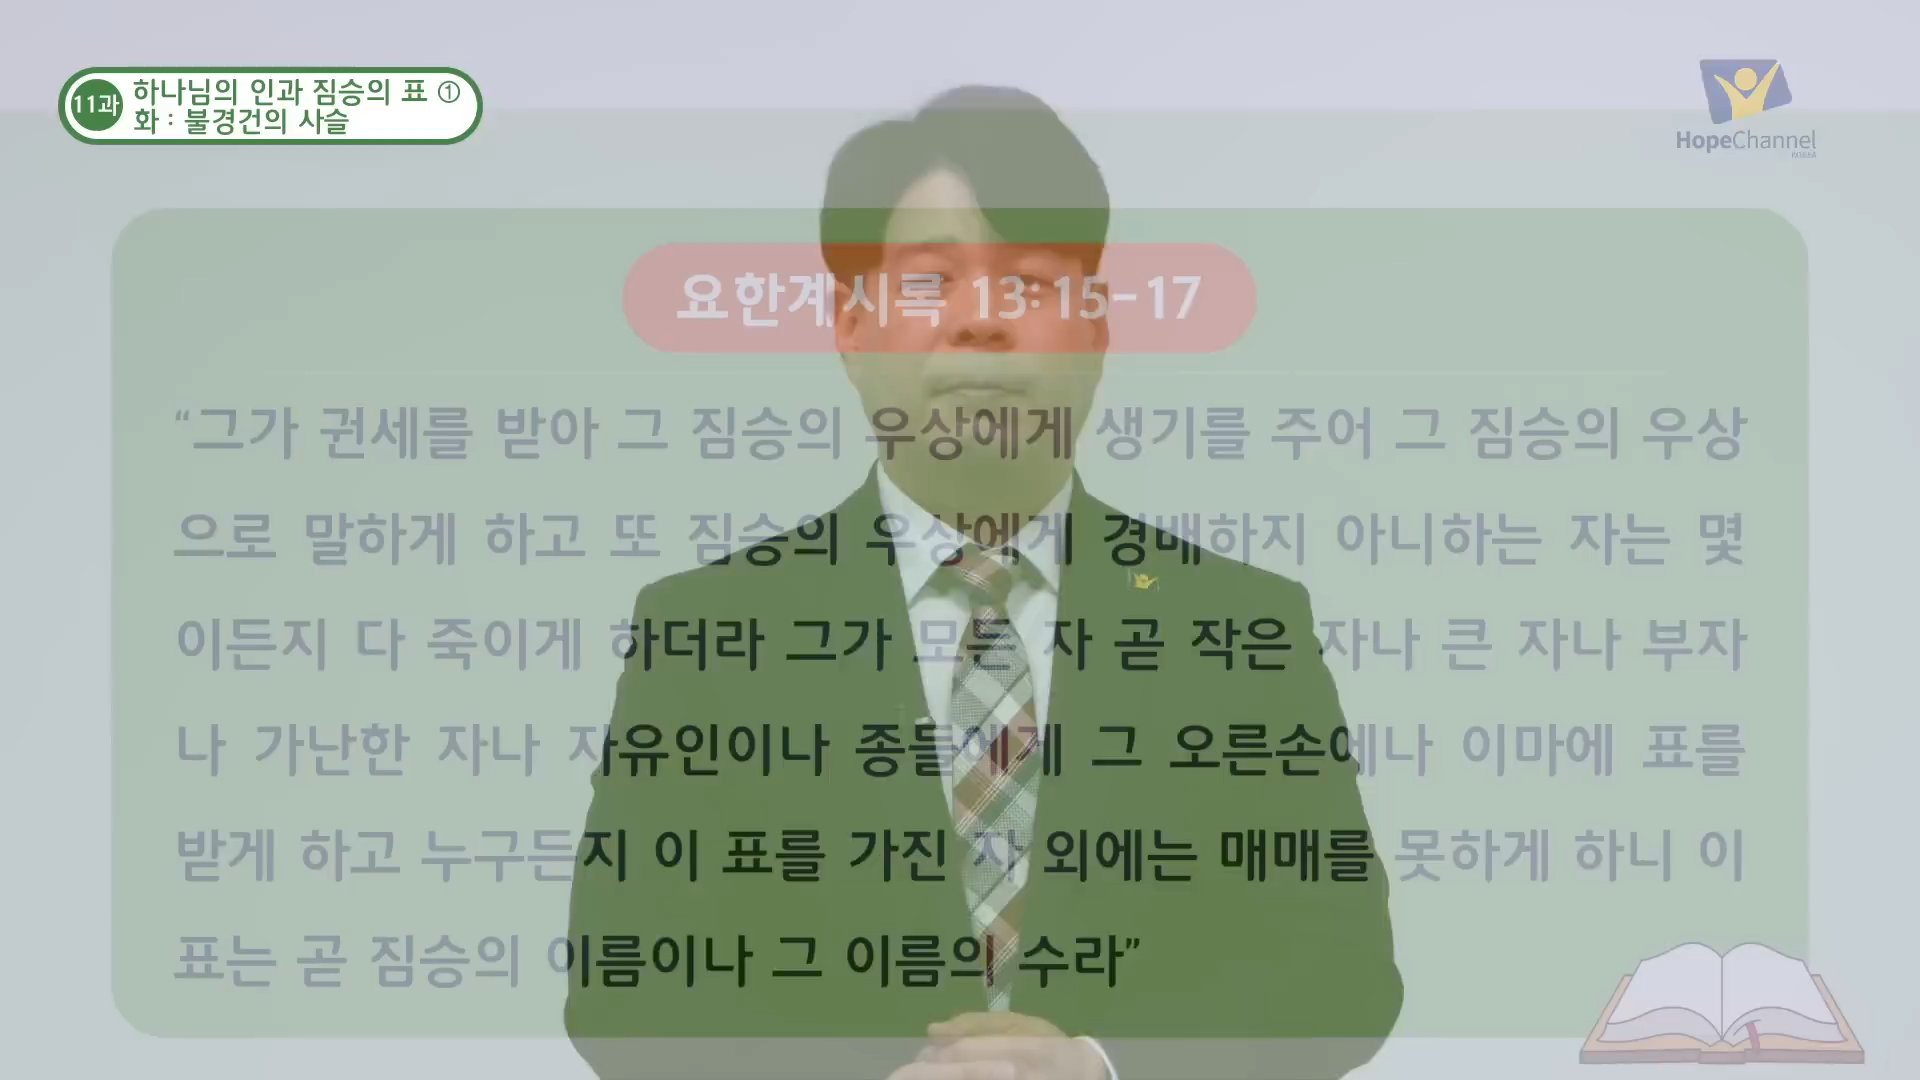 11과
하나님의 인과 짐승의 표 ①
화 : 불경건의 사슬
HopeChannel
KOREA
요한계시록 13:15-17
“그가 권세를 받아 그 짐승의 우상에게 생기를 주어 그 짐승의 우상
으로 말하게 하고 또 짐승의 우상에게 경배하지 아니하는 자는 몇
이든지 다 죽이게 하더라 그가 모든 자 곧 작은 자나 큰 자나 부자
나 가난한 자나 자유인이나 종들에게 그 오른손에나 이마에 표를
받게 하고 누구든지 이 표를 가진 자 외에는 매매를 못하게 하니 이
표는 곧 짐승의 이름이나 그 이름의 수라”